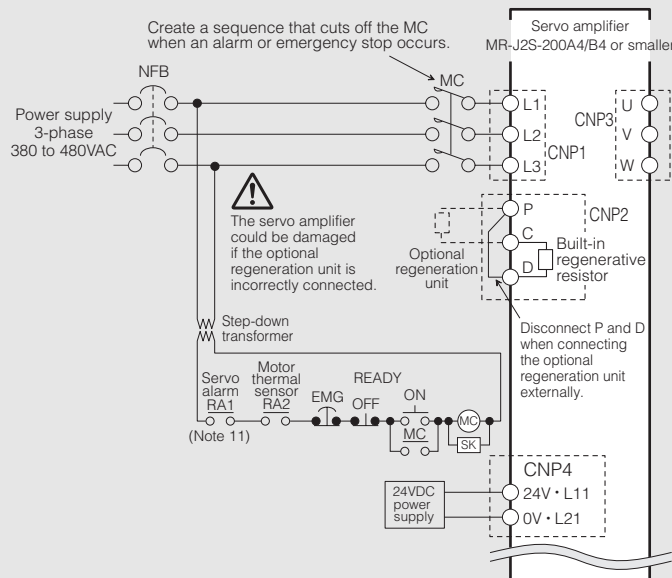 Create a sequence that cuts off the MC
when an alarm or emergency stop occurs.
Servo amplifier
MR-J2S-200A4/B4 or smaller
NFB
MC
Power supply
3-phase
380 to 480VAC
L1
L2
L3
CNP1
CNP3
U
V
W
The servo amplifier
could be damaged
if the optional
regeneration unit is
incorrectly connected.
Optional
regeneration
unit
P
C
D
CNP2
Built-in
regenerative
resistor
Disconnect P and D
when connecting
the optional
regeneration unit
externally.
Step-down
transformer
Servo
alarm
RA1
(Note 11)
Motor
thermal
sensor
RA2
EMG
READY
OFF
ON
MC
MC
SK
24VDC
power
supply
CNP4
24V・L11
0V・L21